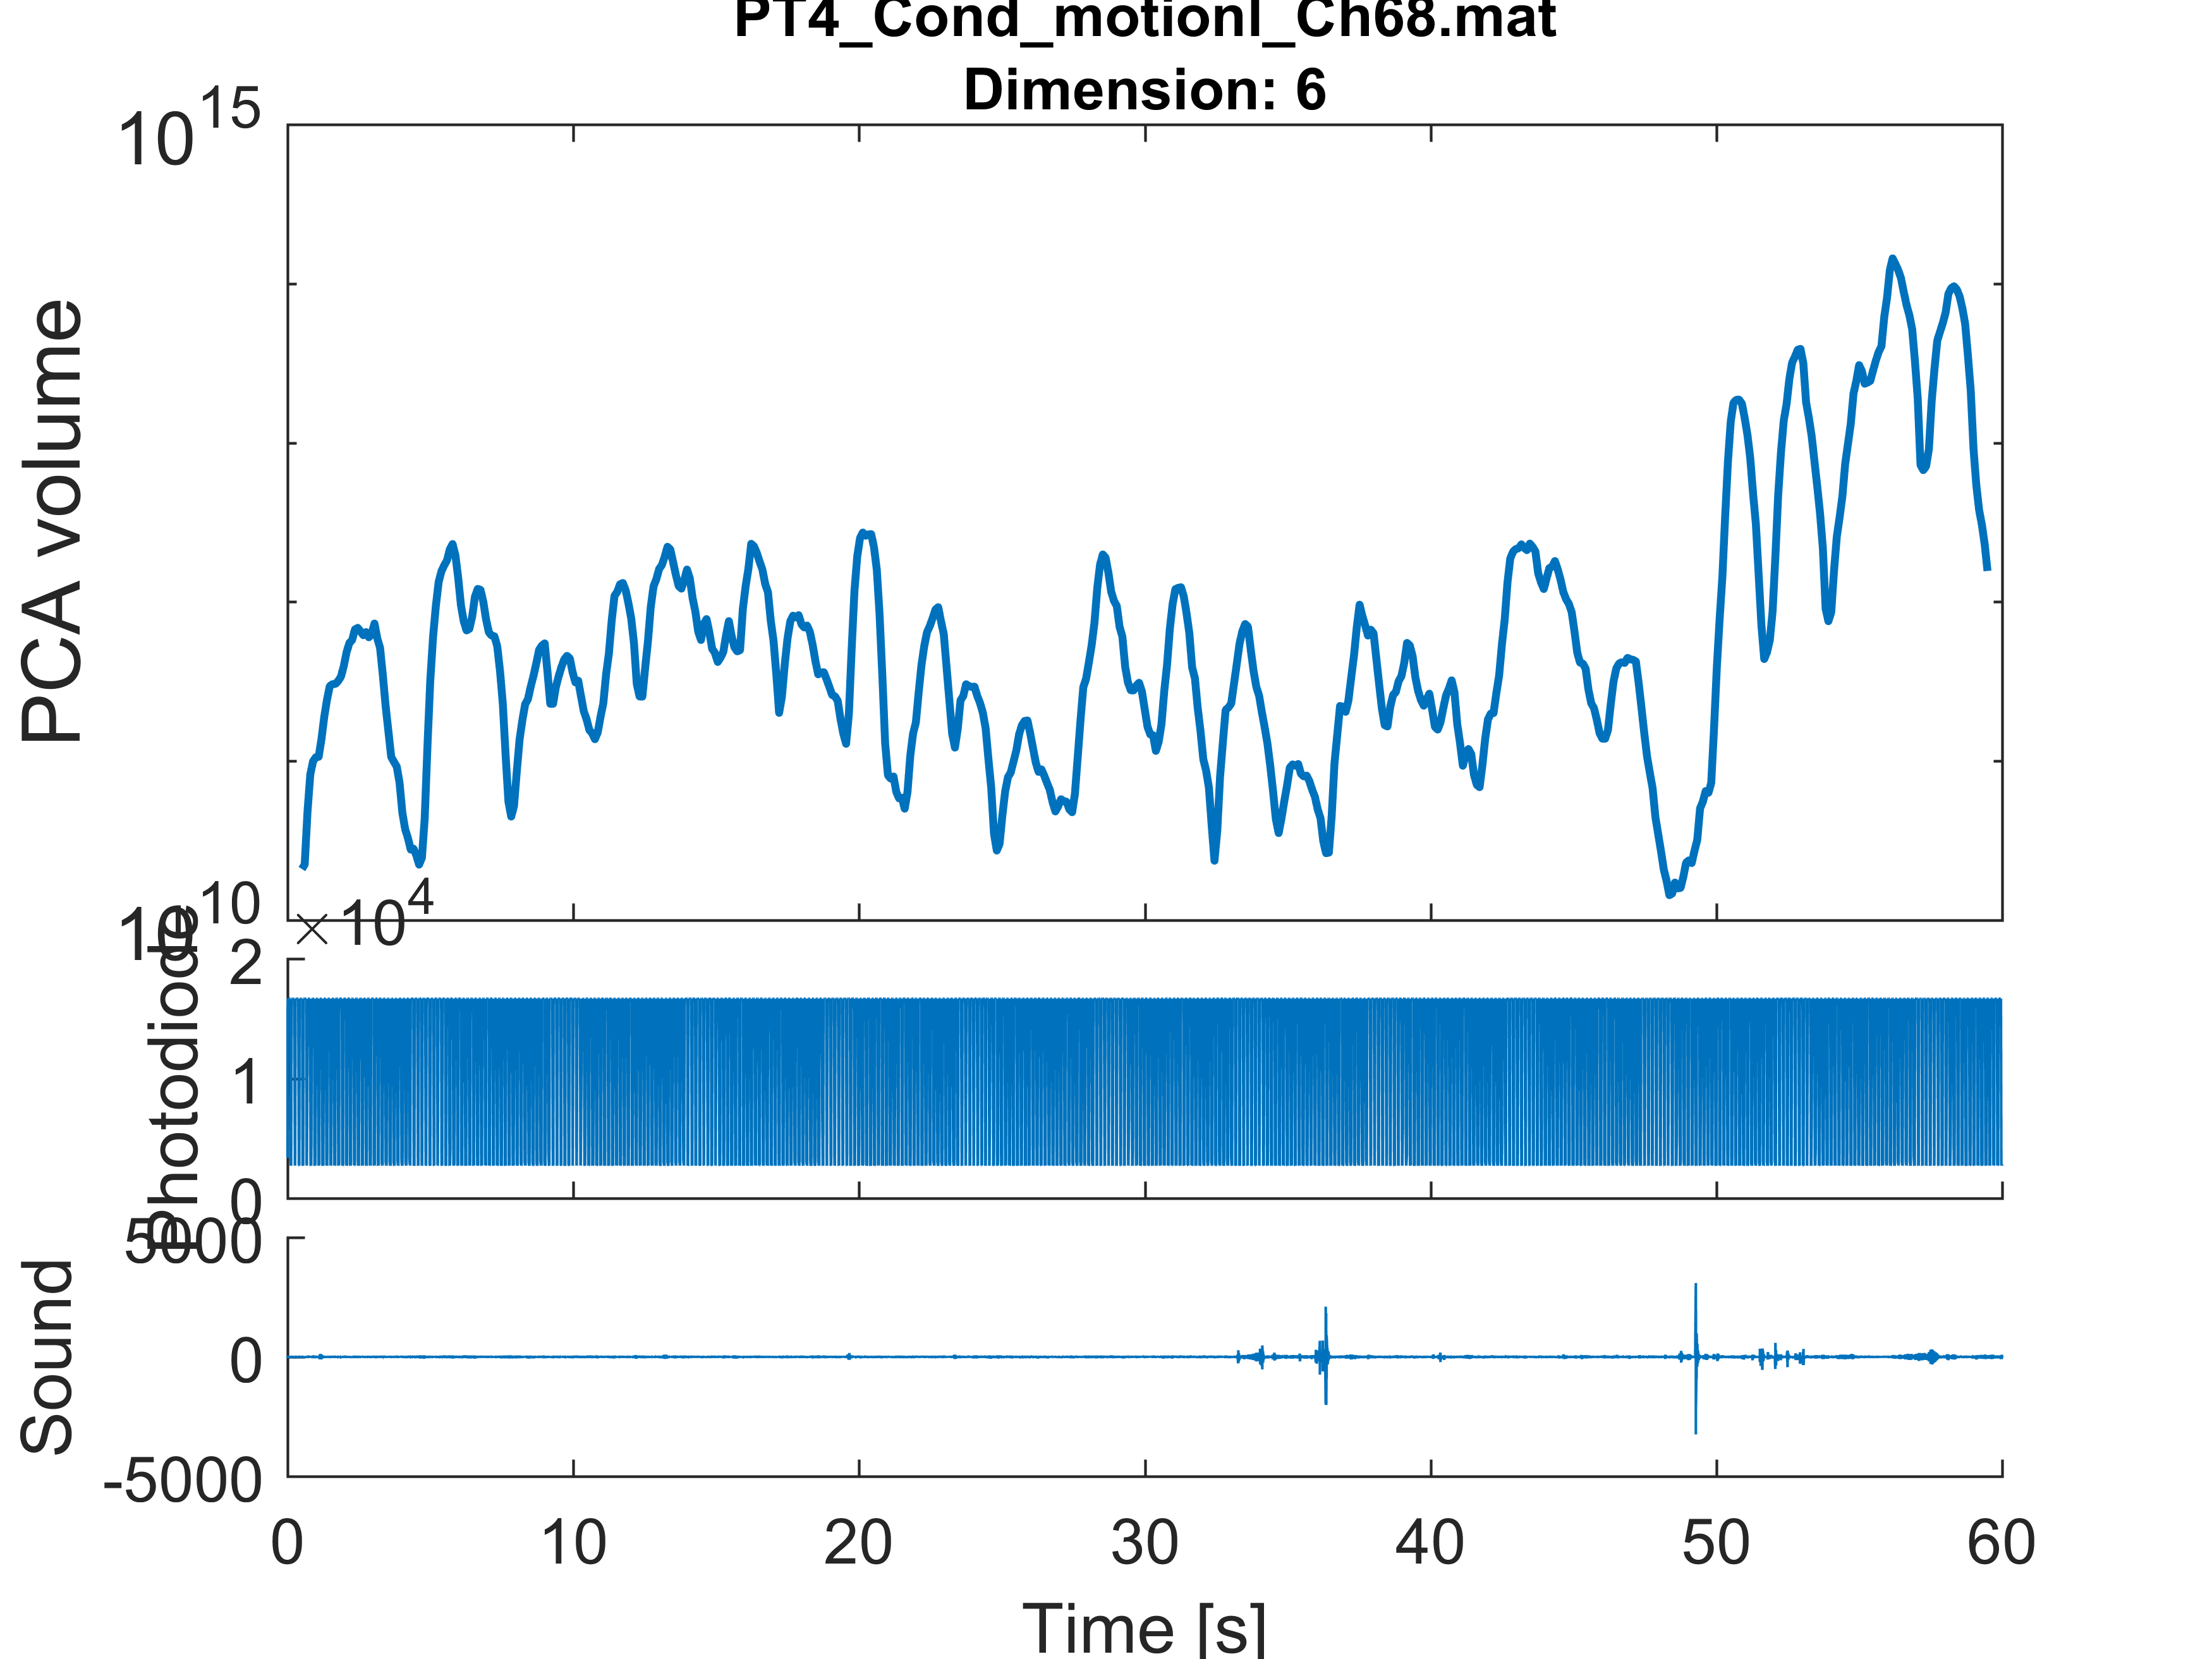 PT4_Cond_motionI_Ch68.mat
Dimension: 6
10^15
PCA volume
10^10
×10^4
2
Photodiode
1
0
5000
Sound
0
-5000
0 10 20 30 40 50 60
Time [s]